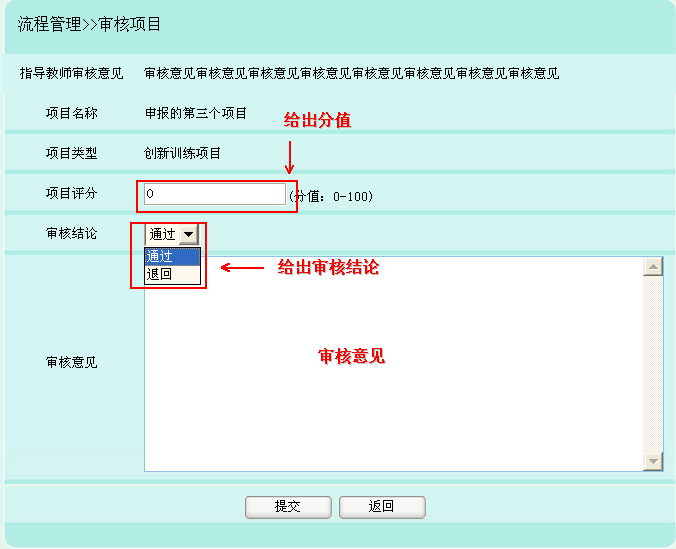 流程管理>>审核项目
指导教师审核意见 审核意见审核意见审核意见审核意见审核意见审核意见审核意见审核意见
项目名称 申报的第三个项目
给出分值
项目类型 创新训练项目
项目评分 0 (分值：0-100)
审核结论 通过
通过
退回
给出审核结论
审核意见
审核意见
提交 返回